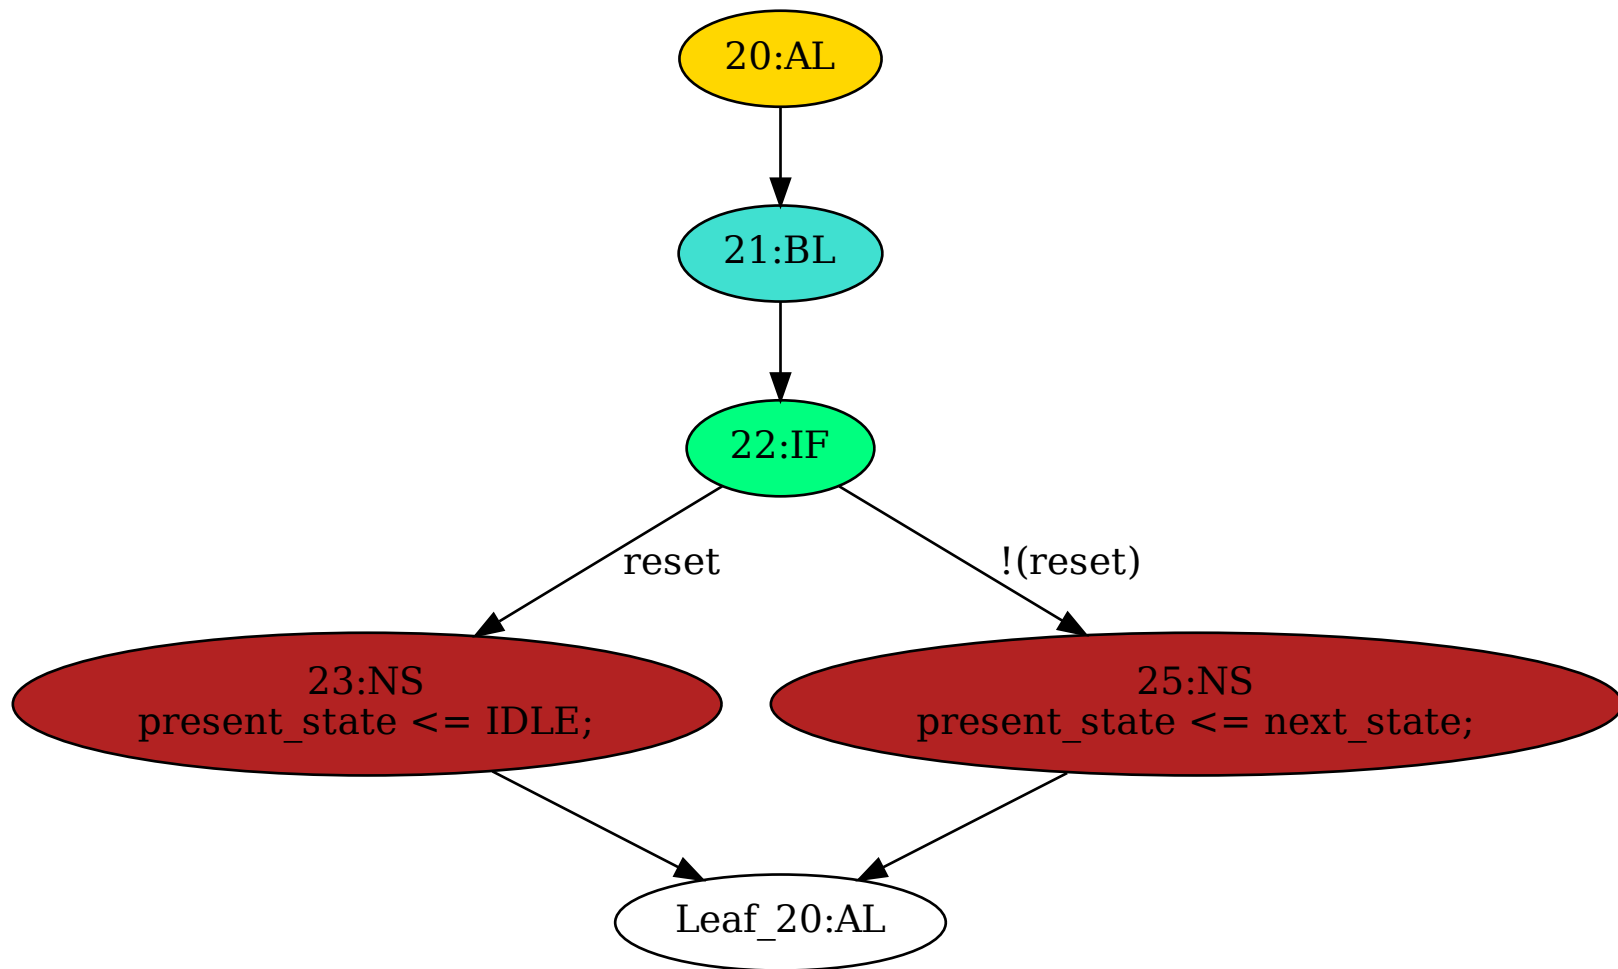 20:AL
21:BL
22:IF
reset
!(reset)
23:NS
present_state <= IDLE;
25:NS
present_state <= next_state;
Leaf_20:AL